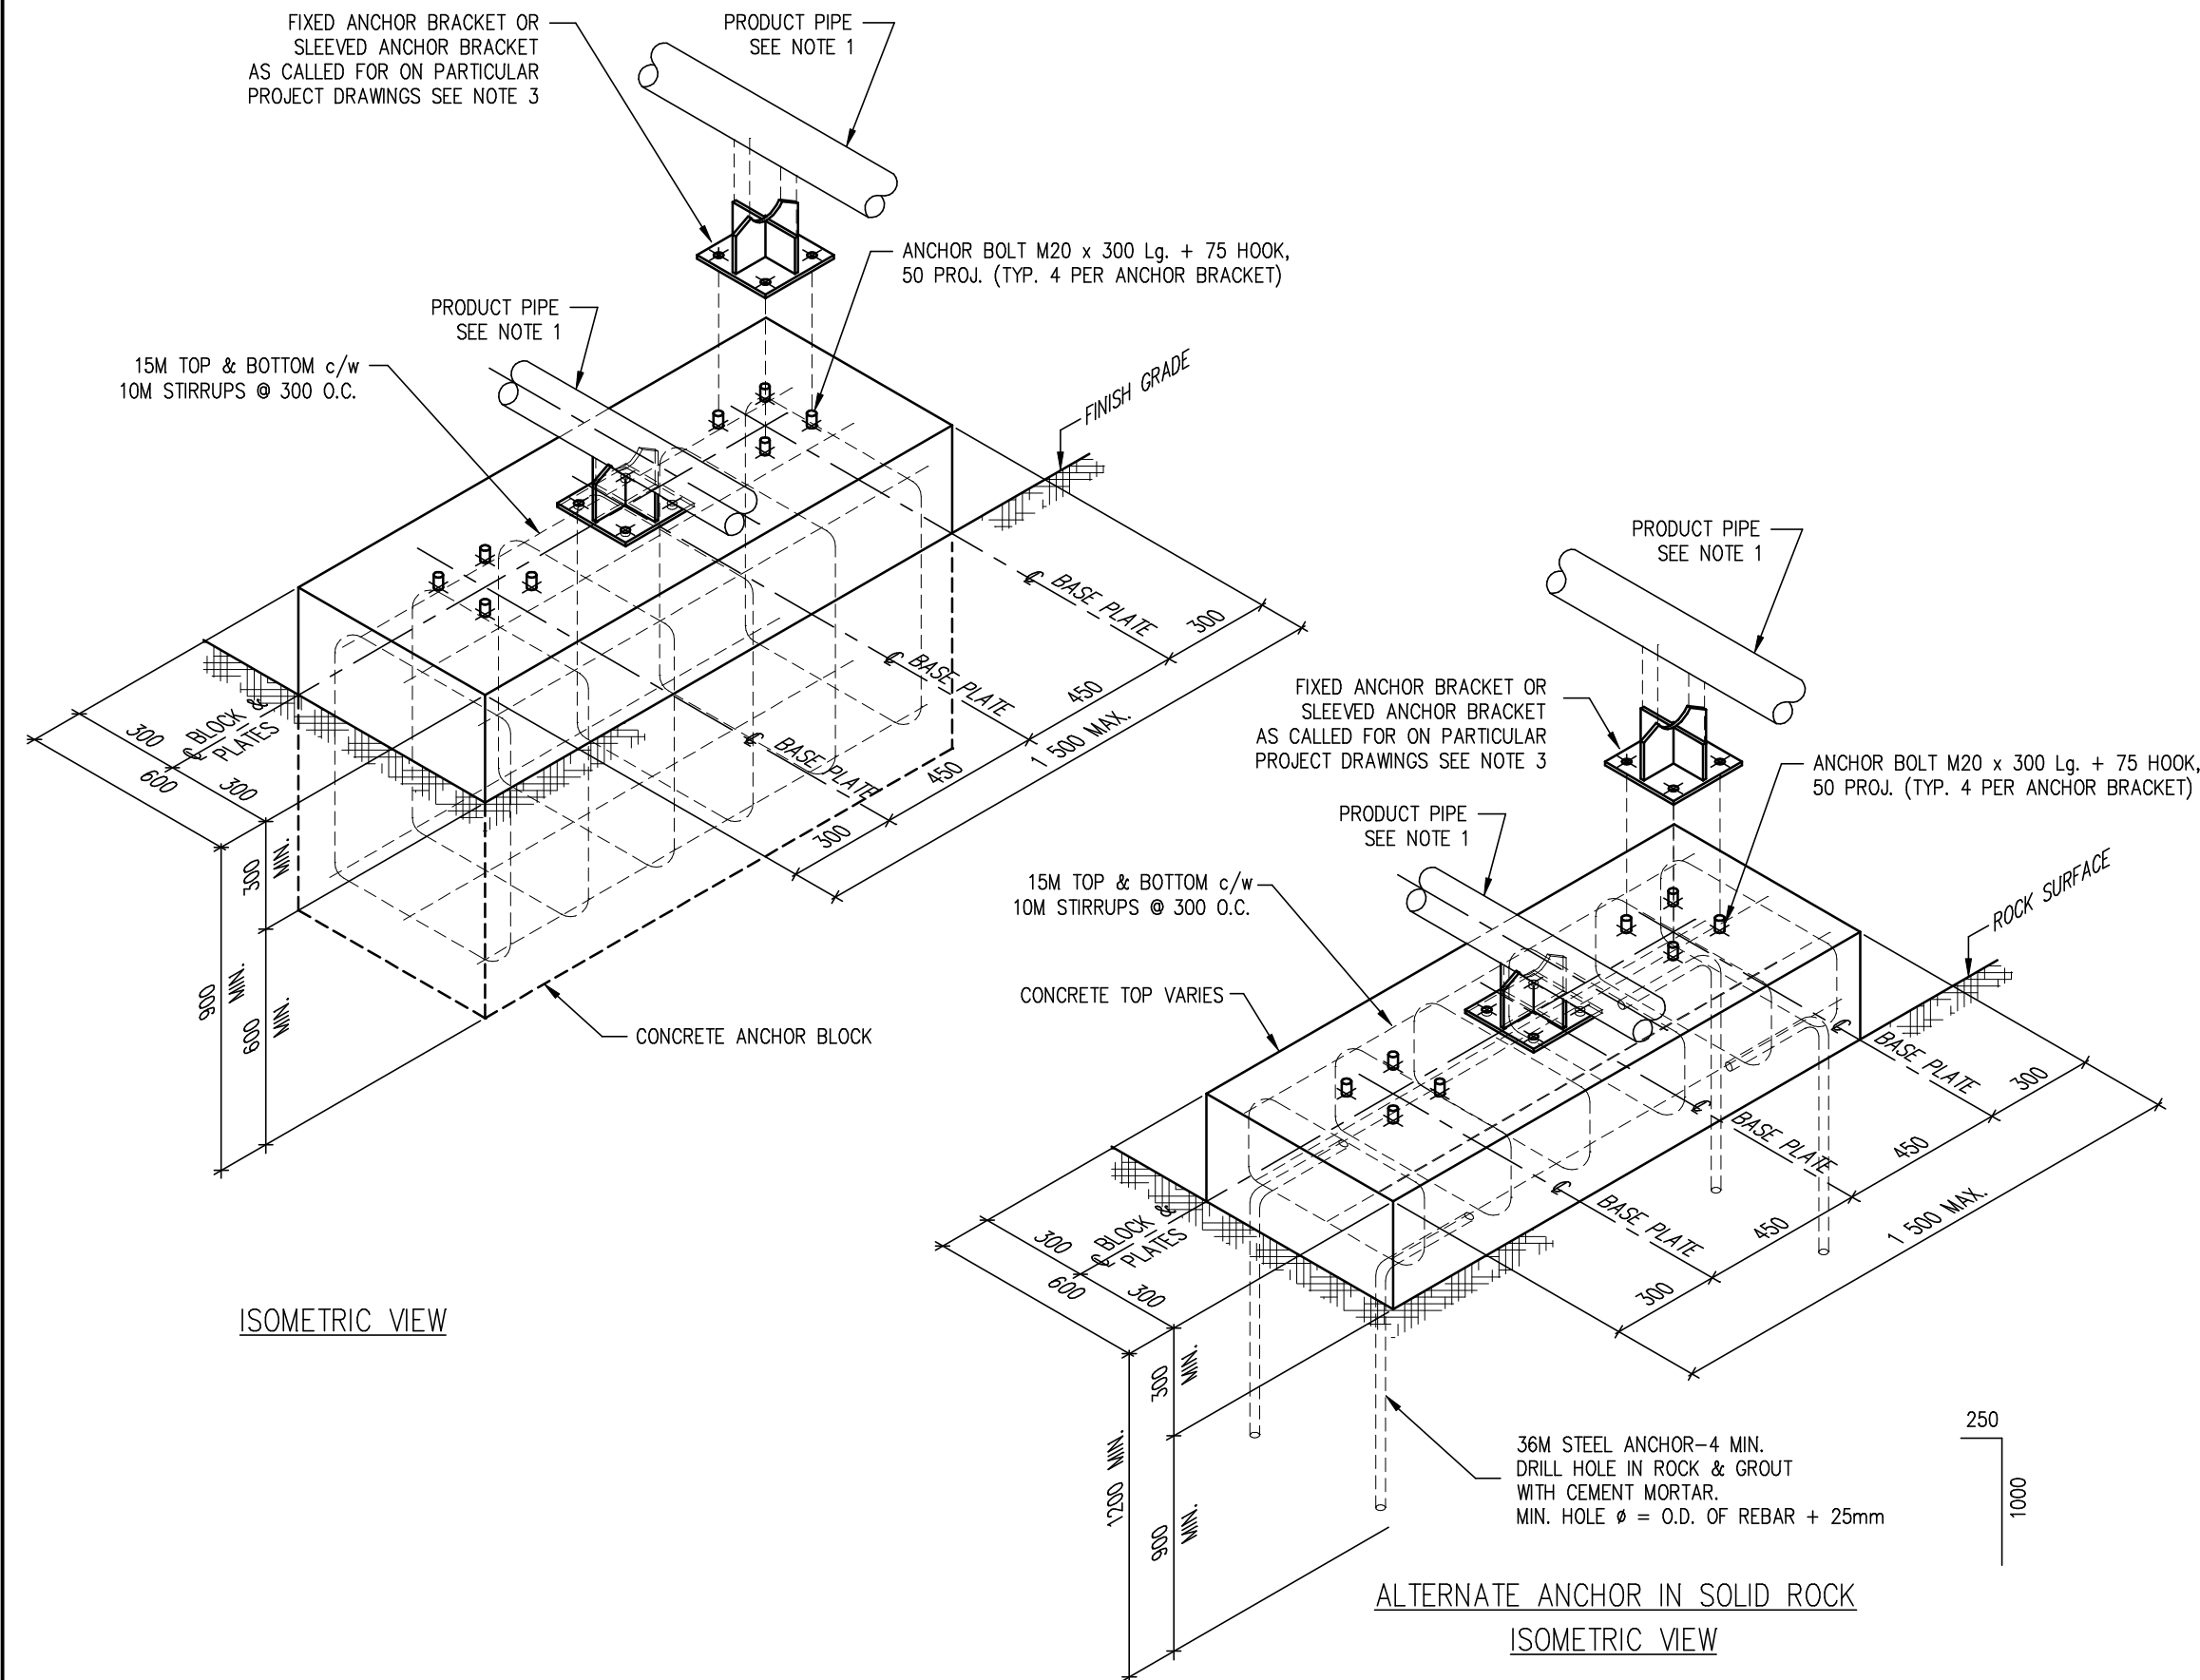 FIXED ANCHOR BRACKET OR
SLEEVED ANCHOR BRACKET
AS CALLED FOR ON PARTICULAR
PROJECT DRAWINGS SEE NOTE 3
PRODUCT PIPE
SEE NOTE 1
ANCHOR BOLT M20 x 300 Lg. + 75 HOOK,
50 PROJ. (TYP. 4 PER ANCHOR BRACKET)
PRODUCT PIPE
SEE NOTE 1
15M TOP & BOTTOM c/w
10M STIRRUPS @ 300 O.C.
FINISH GRADE
℄ BASE PLATE
℄ BASE PLATE
℄ BASE PLATE
300
450
450
300
1 500 MAX.
℄ BLOCK &
PLATES
300
300
600
300 MIN.
600 MIN.
900 MIN.
CONCRETE ANCHOR BLOCK
ISOMETRIC VIEW
PRODUCT PIPE
SEE NOTE 1
FIXED ANCHOR BRACKET OR
SLEEVED ANCHOR BRACKET
AS CALLED FOR ON PARTICULAR
PROJECT DRAWINGS SEE NOTE 3
ANCHOR BOLT M20 x 300 Lg. + 75 HOOK,
50 PROJ. (TYP. 4 PER ANCHOR BRACKET)
PRODUCT PIPE
SEE NOTE 1
15M TOP & BOTTOM c/w
10M STIRRUPS @ 300 O.C.
CONCRETE TOP VARIES
ROCK SURFACE
℄ BASE PLATE
℄ BASE PLATE
℄ BASE PLATE
300
450
450
300
1 500 MAX.
℄ BLOCK &
PLATES
300
300
600
300 MIN.
900 MIN.
1200 MIN.
36M STEEL ANCHOR-4 MIN.
DRILL HOLE IN ROCK & GROUT
WITH CEMENT MORTAR.
MIN. HOLE ø = O.D. OF REBAR + 25mm
250
1000
ALTERNATE ANCHOR IN SOLID ROCK
ISOMETRIC VIEW